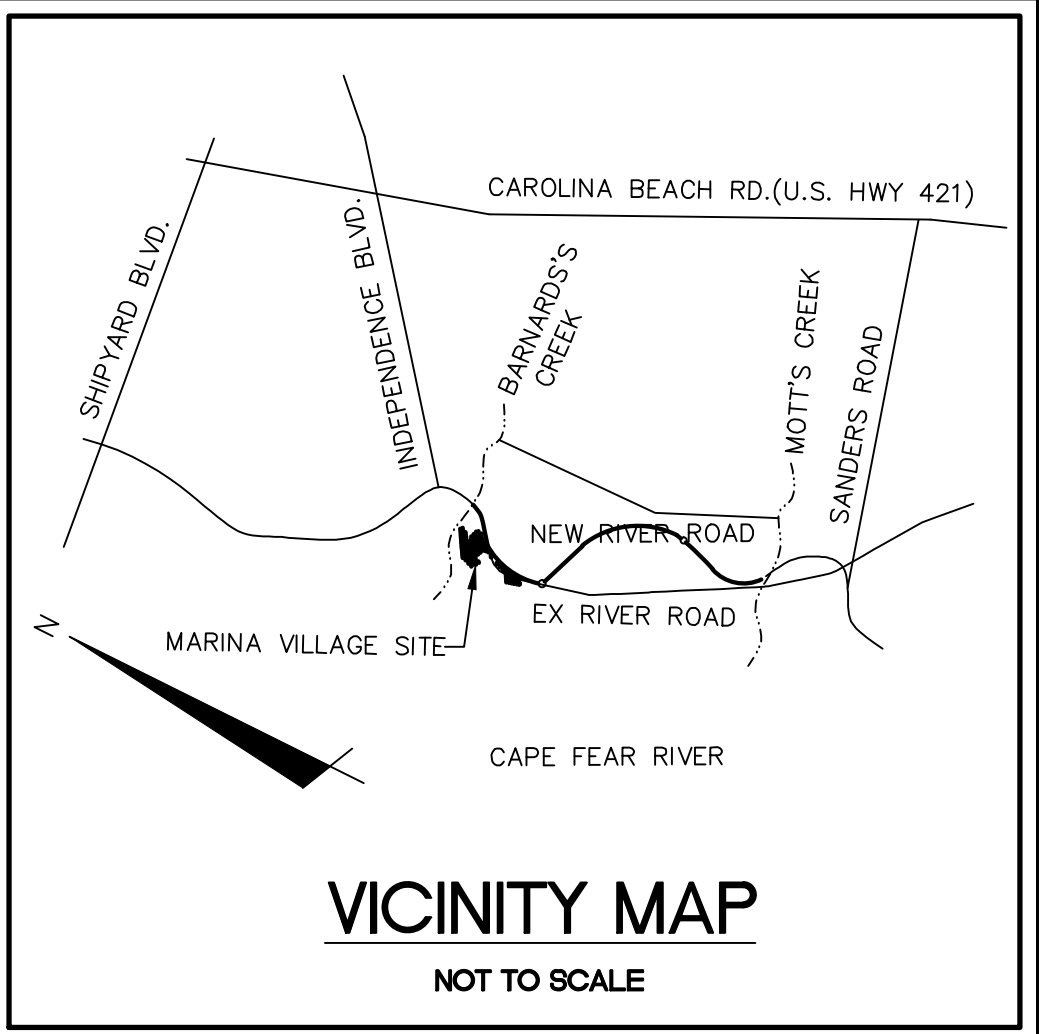 CAROLINA BEACH RD.(U.S. HWY 421)
SHIPYARD BLVD.
INDEPENDENCE BLVD.
BARNARDS'S
CREEK
MOTT'S CREEK
SANDERS ROAD
NEW RIVER ROAD
EX RIVER ROAD
N
MARINA VILLAGE SITE
CAPE FEAR RIVER
VICINITY MAP
NOT TO SCALE